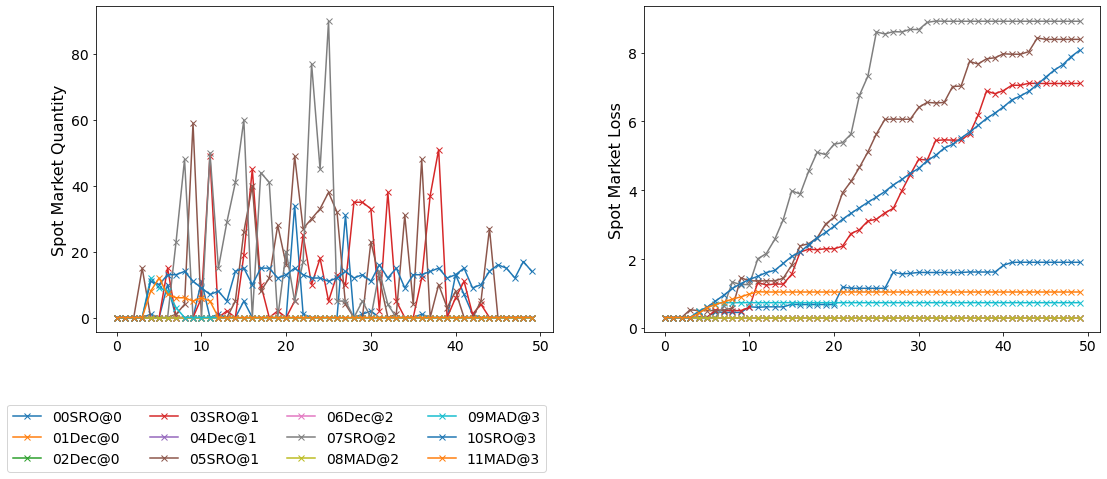 Spot Market Quantity
80
60
40
20
0
0 10 20 30 40 50
Spot Market Loss
8
6
4
2
0
0 10 20 30 40 50
00SRO@0 03SRO@1 06Dec@2 09MAD@3
01Dec@0 04Dec@1 07SRO@2 10SRO@3
02Dec@0 05SRO@1 08MAD@2 11MAD@3